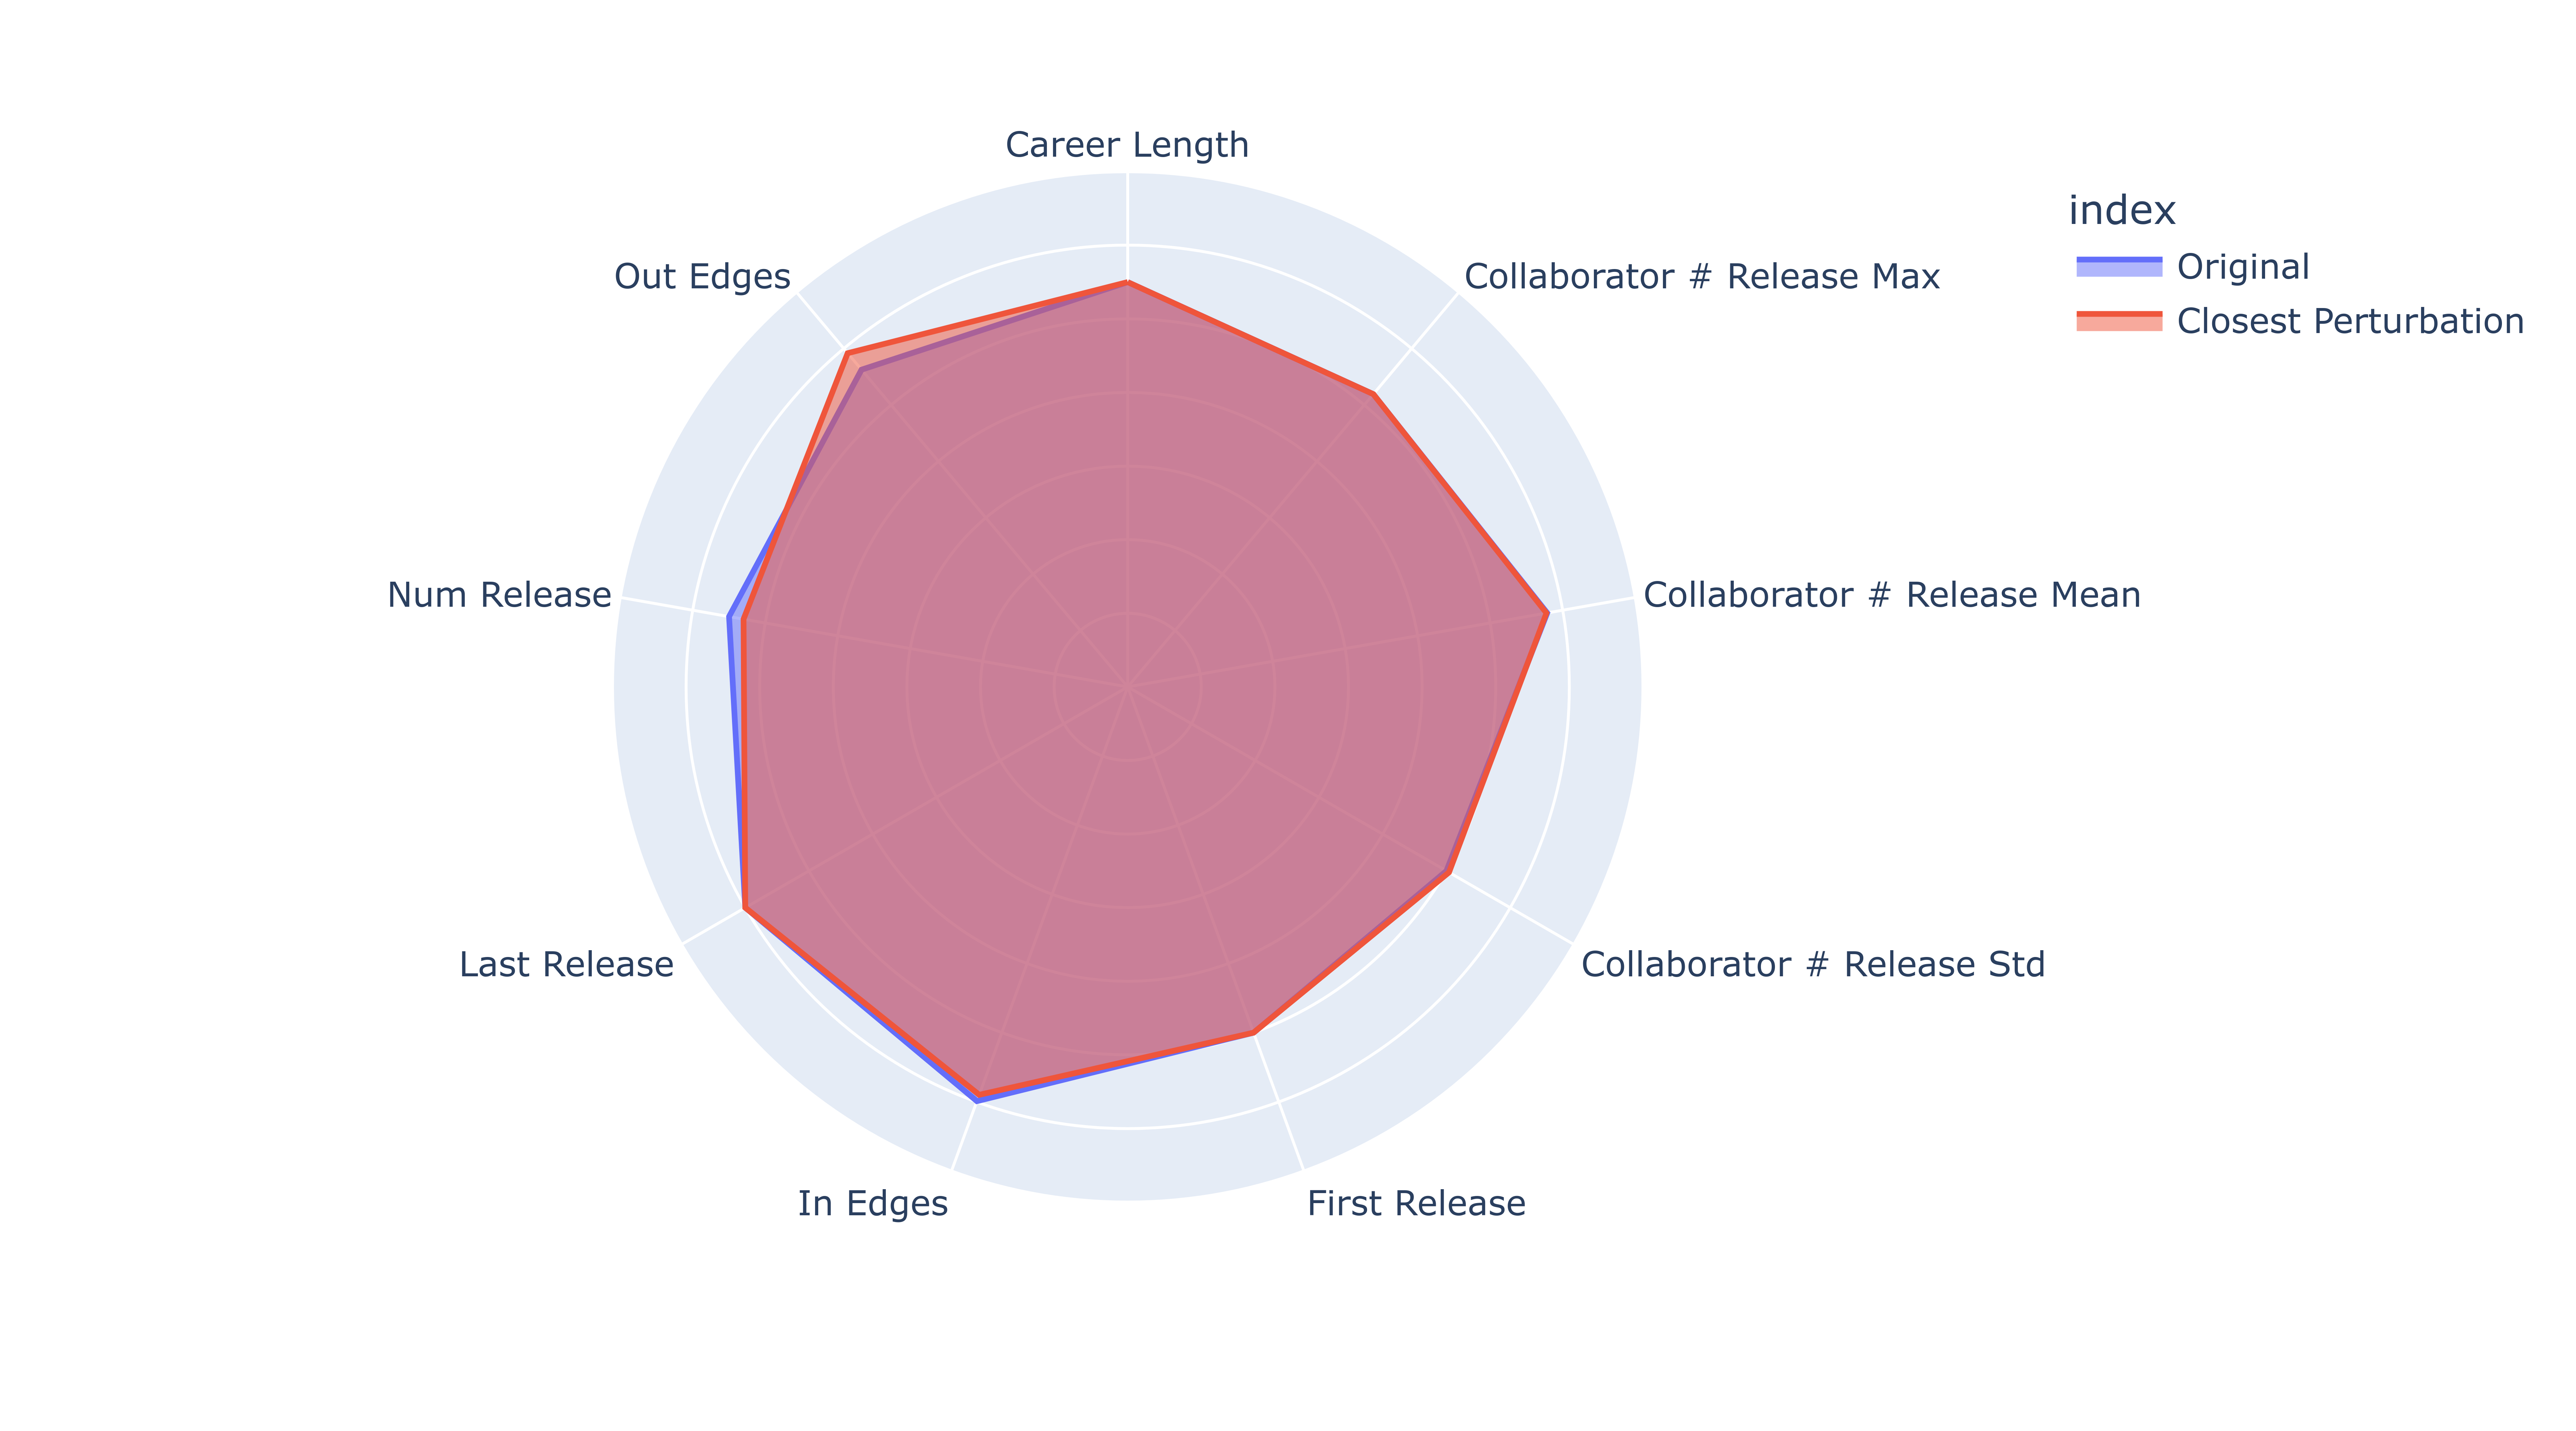 Career Length
index
Out Edges
Collaborator # Release Max
Original
Closest Perturbation
Num Release
Collaborator # Release Mean
Last Release
Collaborator # Release Std
In Edges
First Release